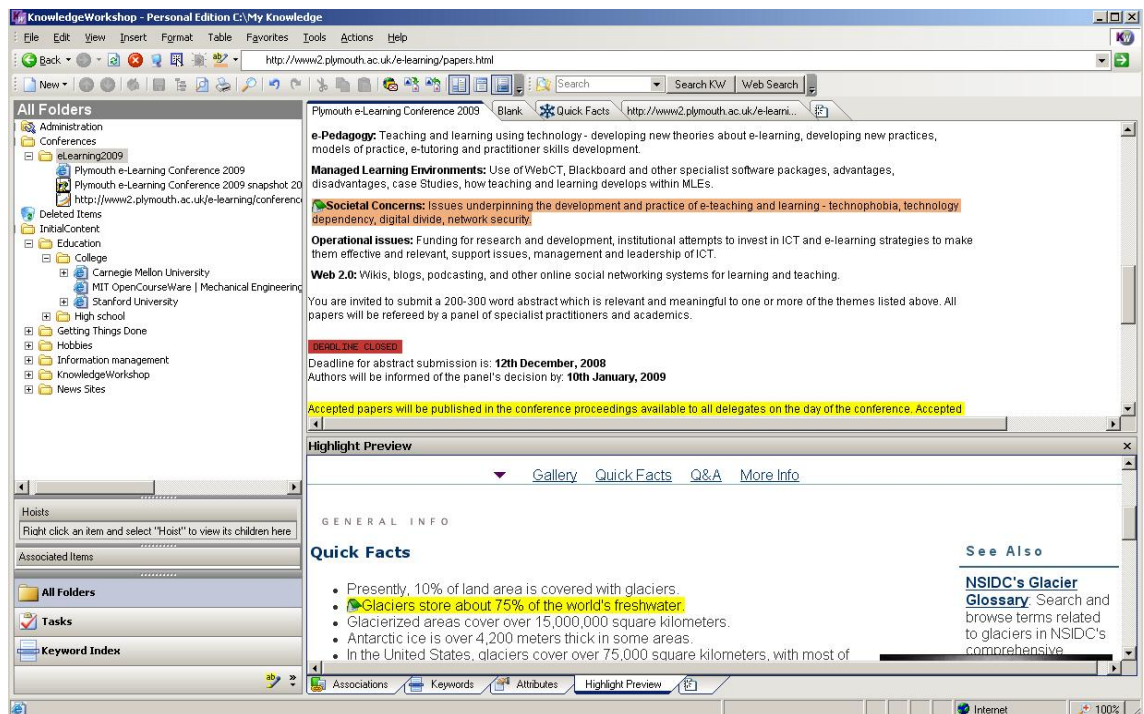 KnowledgeWorkshop - Personal Edition C:\My Knowledge
File Edit View Insert Format Table Favorites Tools Actions Help
Back http://www2.plymouth.ac.uk/e-learning/papers.html
New Search Search KW Web Search
All Folders
Administration
Conferences
eLearning2009
Plymouth e-Learning Conference 2009
Plymouth e-Learning Conference 2009 snapshot 20
http://www2.plymouth.ac.uk/e-learning/conferenc
Deleted Items
InitialContent
Education
College
Carnegie Mellon University
MIT OpenCourseWare | Mechanical Engineering
Stanford University
High school
Getting Things Done
Hobbies
Information management
KnowledgeWorkshop
News Sites
Hoists
Right click an item and select "Hoist" to view its children here
Associated Items
All Folders
Tasks
Keyword Index
Plymouth e-Learning Conference 2009 Blank Quick Facts http://www2.plymouth.ac.uk/e-learni...
e-Pedagogy: Teaching and learning using technology - developing new theories about e-learning, developing new practices,
models of practice, e-tutoring and practitioner skills development.
Managed Learning Environments: Use of WebCT, Blackboard and other specialist software packages, advantages,
disadvantages, case Studies, how teaching and learning develops within MLEs.
Societal Concerns: Issues underpinning the development and practice of e-teaching and learning - technophobia, technology
dependency, digital divide, network security.
Operational issues: Funding for research and development, institutional attempts to invest in ICT and e-learning strategies to make
them effective and relevant, support issues, management and leadership of ICT.
Web 2.0: Wikis, blogs, podcasting, and other online social networking systems for learning and teaching.
You are invited to submit a 200-300 word abstract which is relevant and meaningful to one or more of the themes listed above. All
papers will be refereed by a panel of specialist practitioners and academics.
DEADLINE CLOSED
Deadline for abstract submission is: 12th December, 2008
Authors will be informed of the panel's decision by: 10th January, 2009
Accepted papers will be published in the conference proceedings available to all delegates on the day of the conference. Accepted
Highlight Preview
Gallery Quick Facts Q&A More Info
GENERAL INFO
Quick Facts
Presently, 10% of land area is covered with glaciers.
Glaciers store about 75% of the world's freshwater.
Glacierized areas cover over 15,000,000 square kilometers.
Antarctic ice is over 4,200 meters thick in some areas.
In the United States, glaciers cover over 75,000 square kilometers, with most of
See Also
NSIDC's Glacier
Glossary: Search and
browse terms related
to glaciers in NSIDC's
comprehensive
Associations Keywords Attributes Highlight Preview
Internet 100%